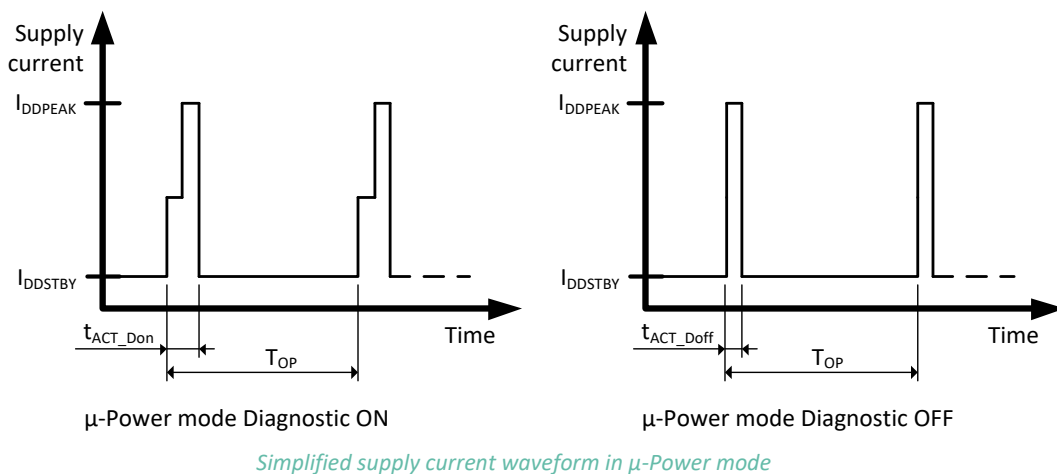 Supply
current
I_DDPEAK
I_DDSTBY
t_ACT_Don
T_OP
Time
μ-Power mode Diagnostic ON
Supply
current
I_DDPEAK
I_DDSTBY
t_ACT_Doff
T_OP
Time
μ-Power mode Diagnostic OFF
Simplified supply current waveform in μ-Power mode